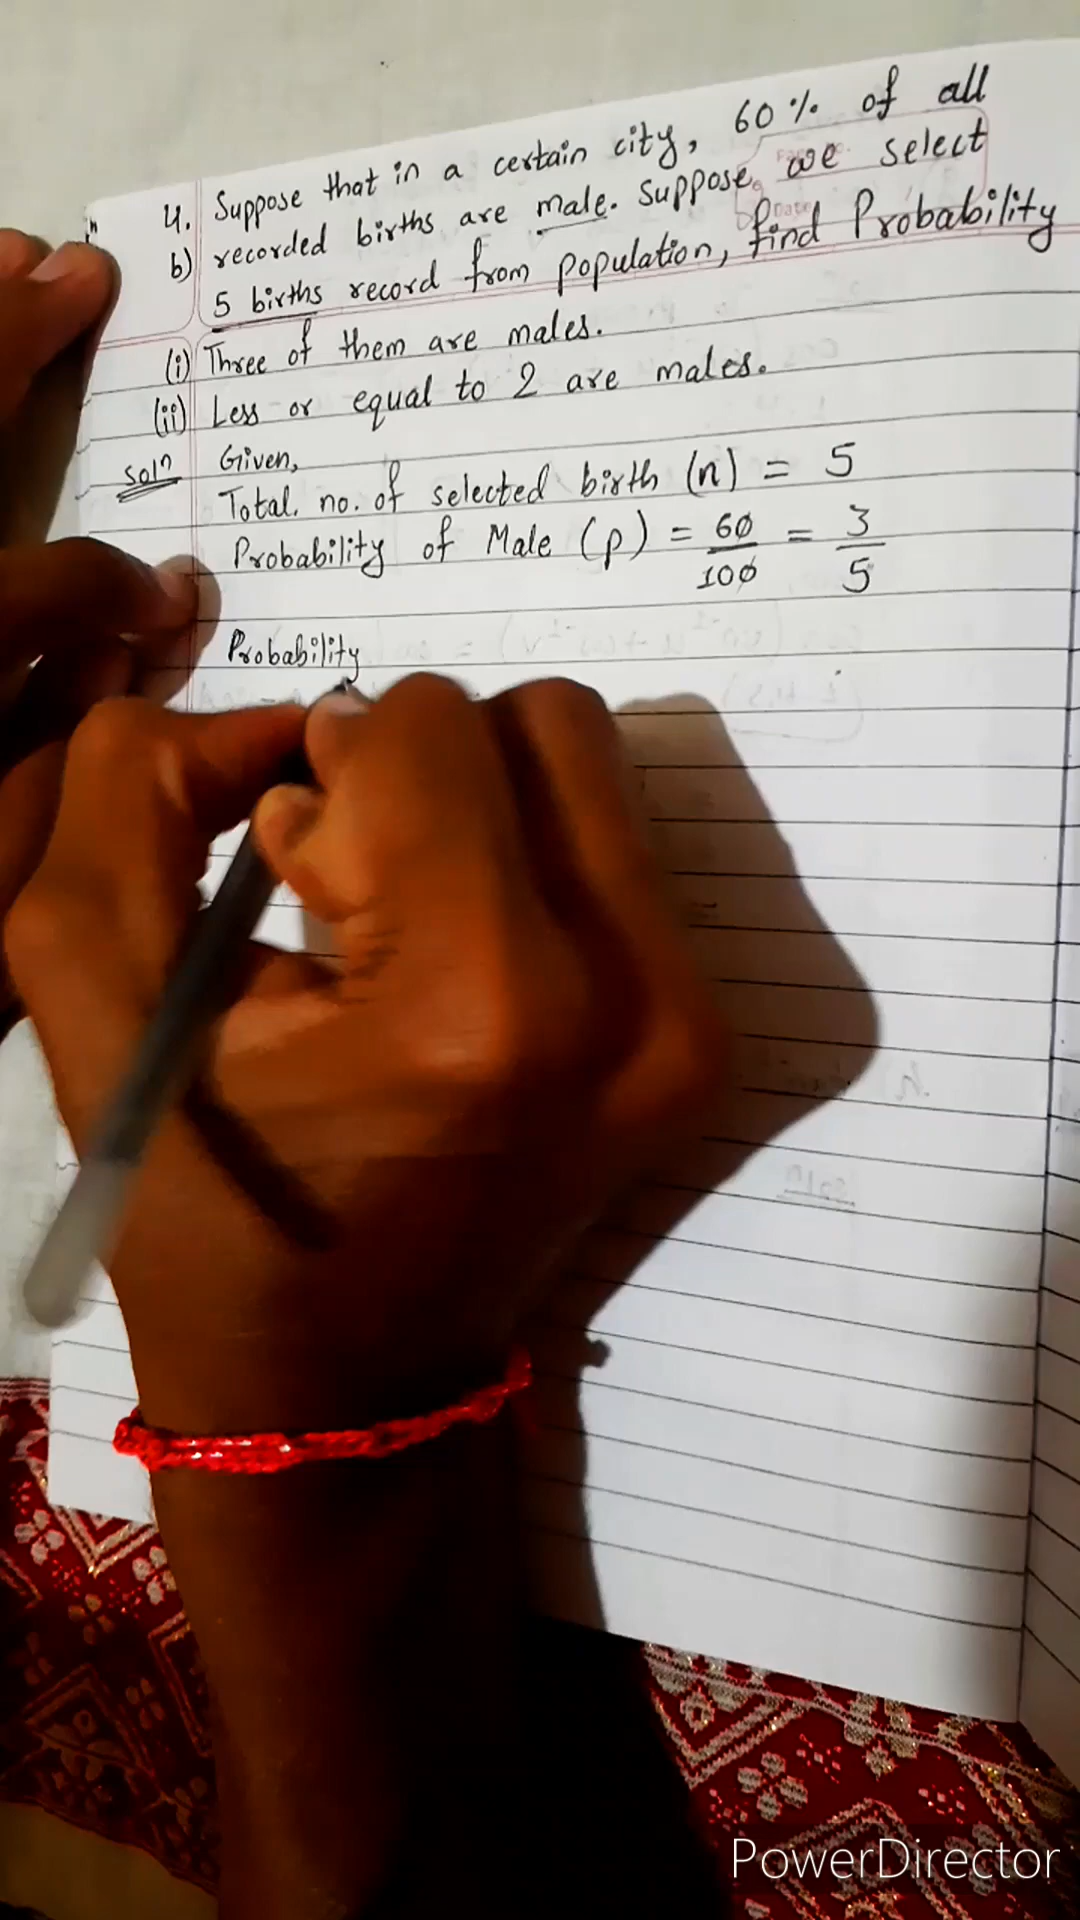 4. Suppose that in a certain city, 60% of all
b) recorded births are male. Suppose, we select
5 births record from population, find Probability
(i) Three of them are males.
(ii) Less or equal to 2 are males.
Soln Given,
Total. no. of selected birth (n) = 5
Probability of Male (p) = 60/100 = 3/5
Probability
soln
PowerDirector